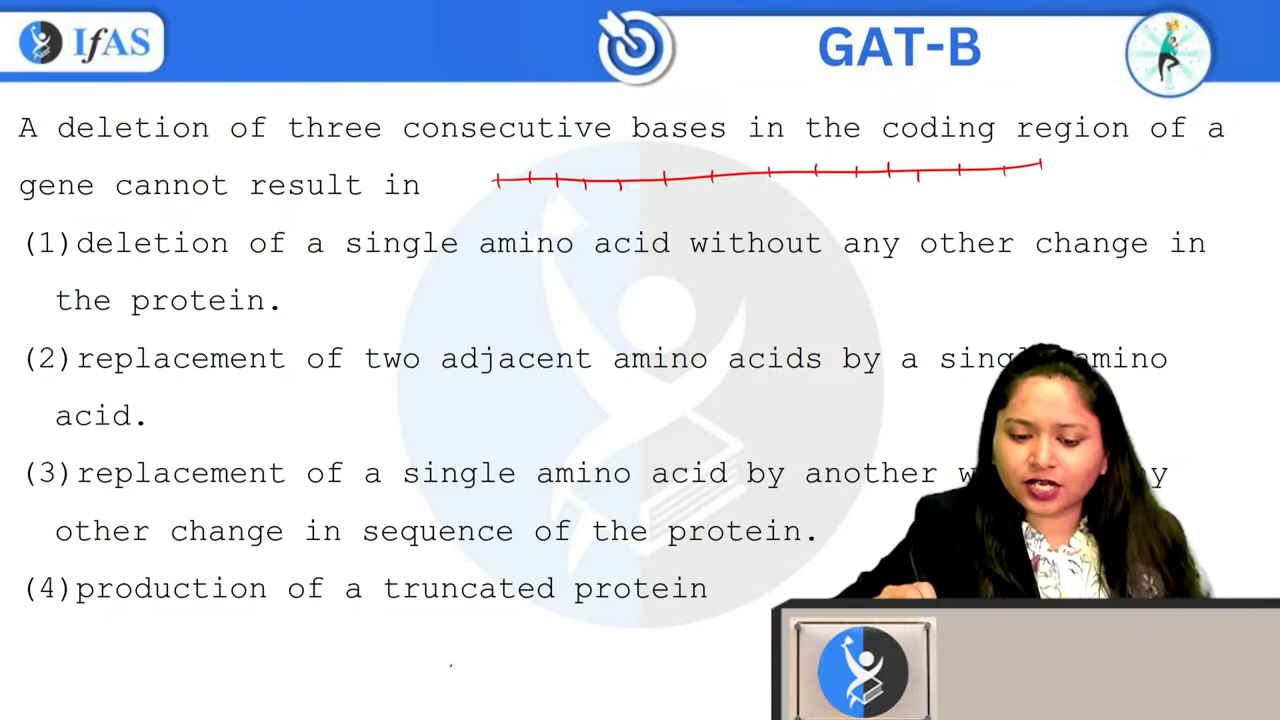 IfAS
GAT-B
A deletion of three consecutive bases in the coding region of a
gene cannot result in
(1)deletion of a single amino acid without any other change in
the protein.
(2)replacement of two adjacent amino acids by a amino
acid.
(3)replacement of a single amino acid by another
other change in sequence of the protein.
(4)production of a truncated protein